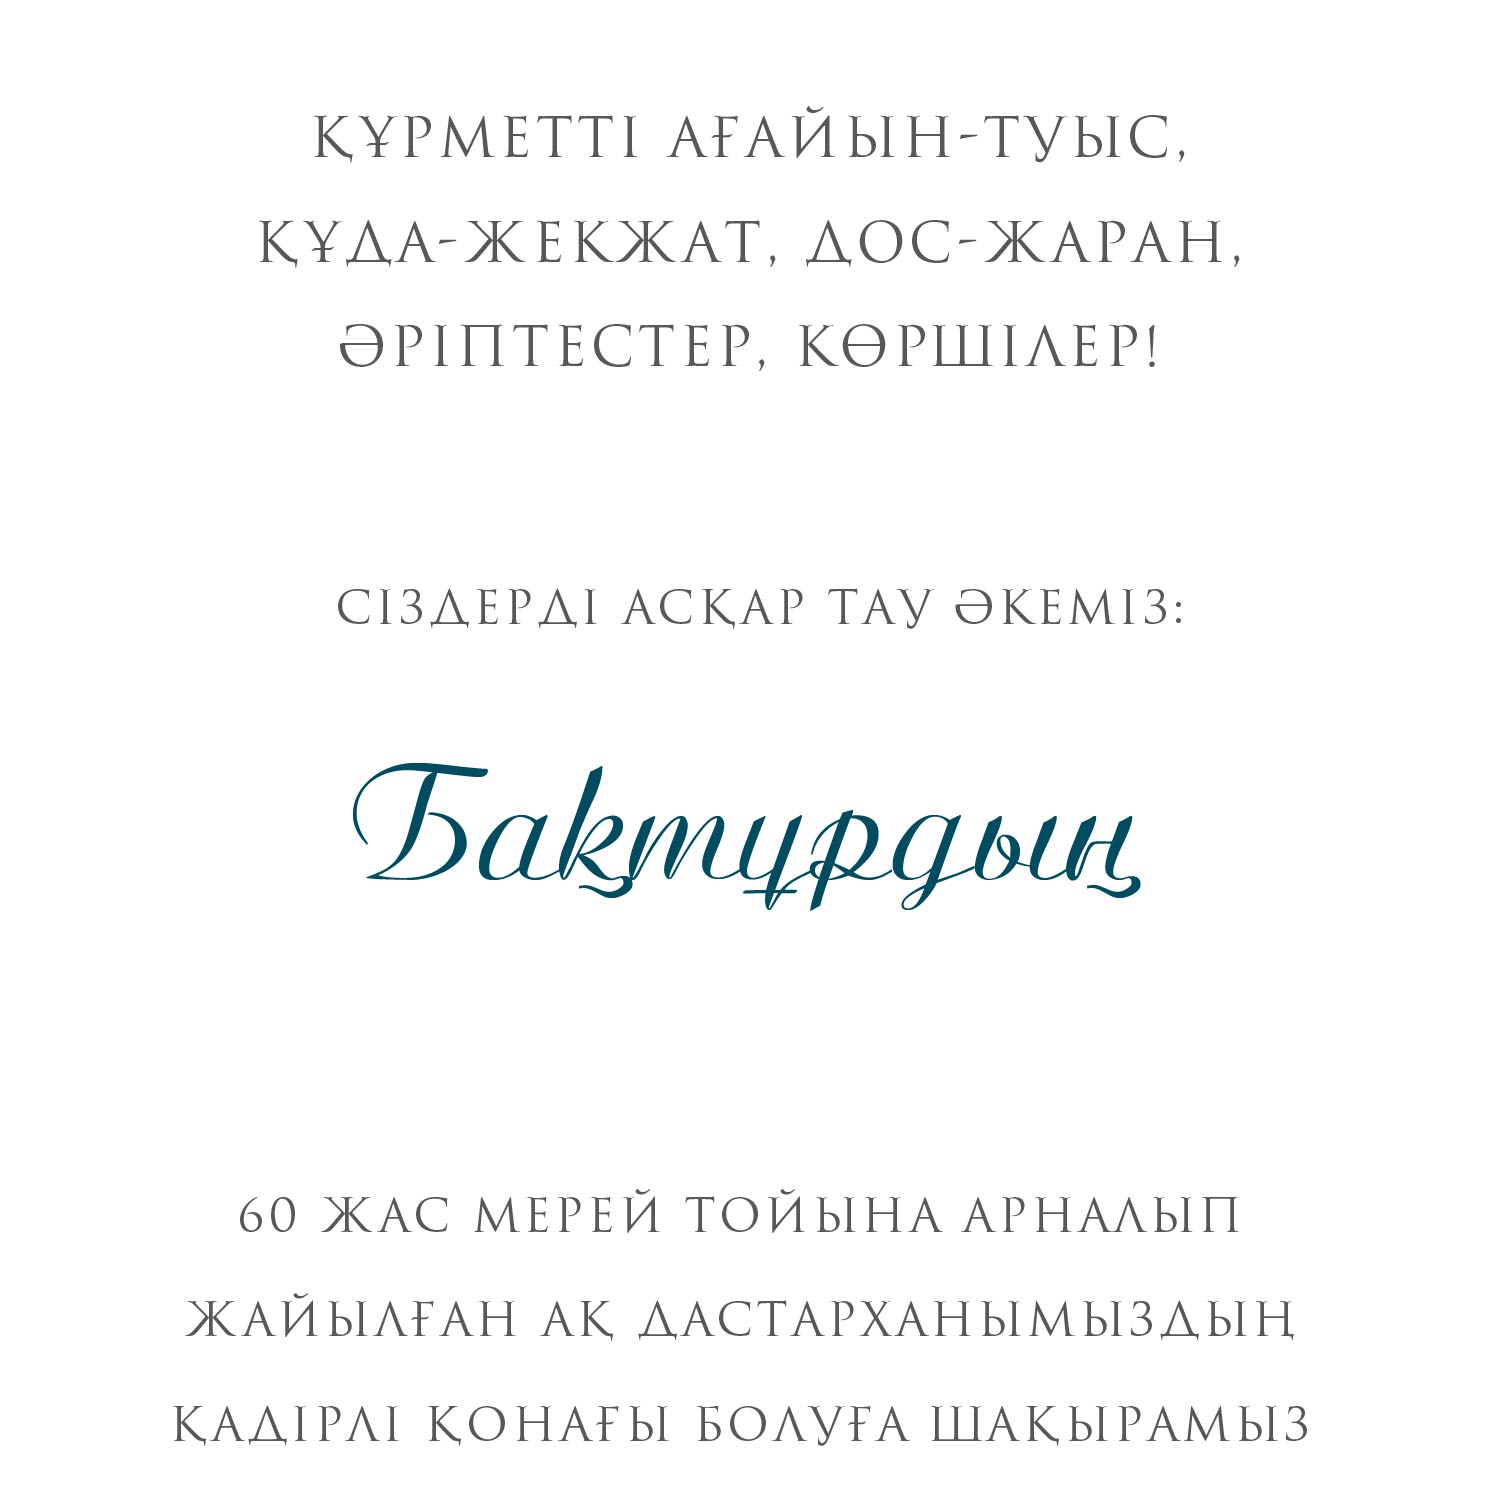 ҚҰРМЕТТІ АҒАЙЫН-ТУЫС,
ҚҰДА-ЖЕКЖАТ, ДОС-ЖАРАН,
ӘРІПТЕСТЕР, КӨРШІЛЕР!
СІЗДЕРДІ АСҚАР ТАУ ӘКЕМІЗ:
Бақтұрдың
60 ЖАС МЕРЕЙ ТОЙЫНА АРНАЛЫП
ЖАЙЫЛҒАН АҚ ДАСТАРХАНЫМЫЗДЫҢ
ҚАДІРЛІ ҚОНАҒЫ БОЛУҒА ШАҚЫРАМЫЗ